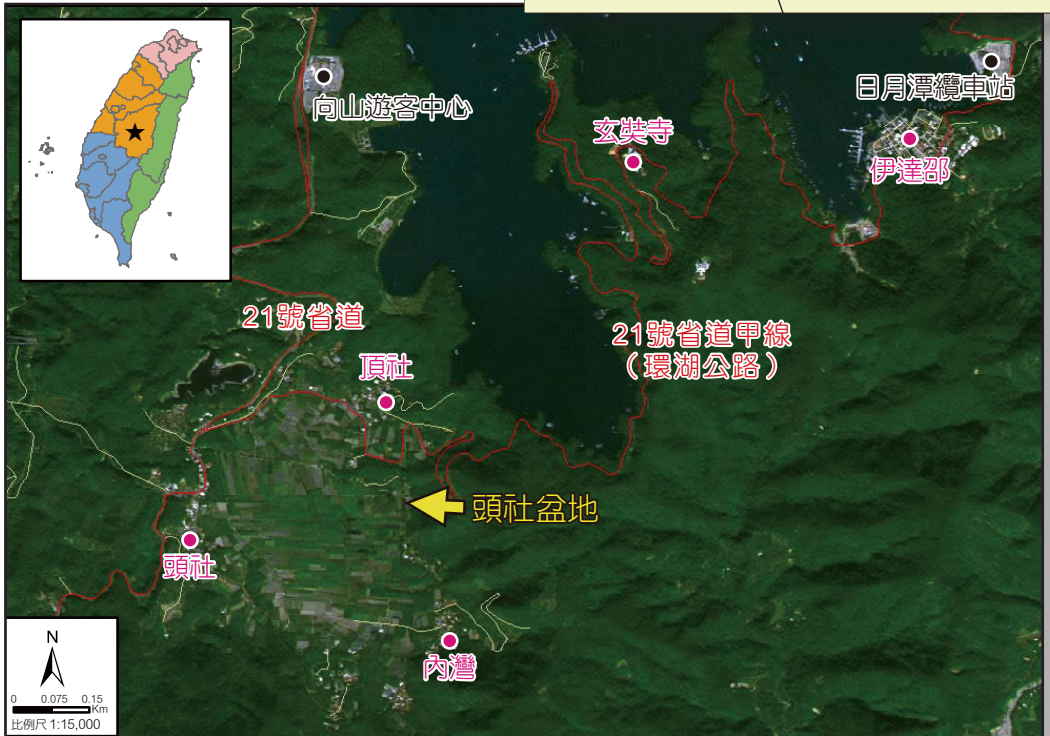 向山遊客中心
日月潭纜車站
玄奘寺
伊達邵
21號省道
21號省道甲線
（環湖公路）
頂社
頭社盆地
頭社
內灣
N
0 0.075 0.15
Km
比例尺 1:15,000